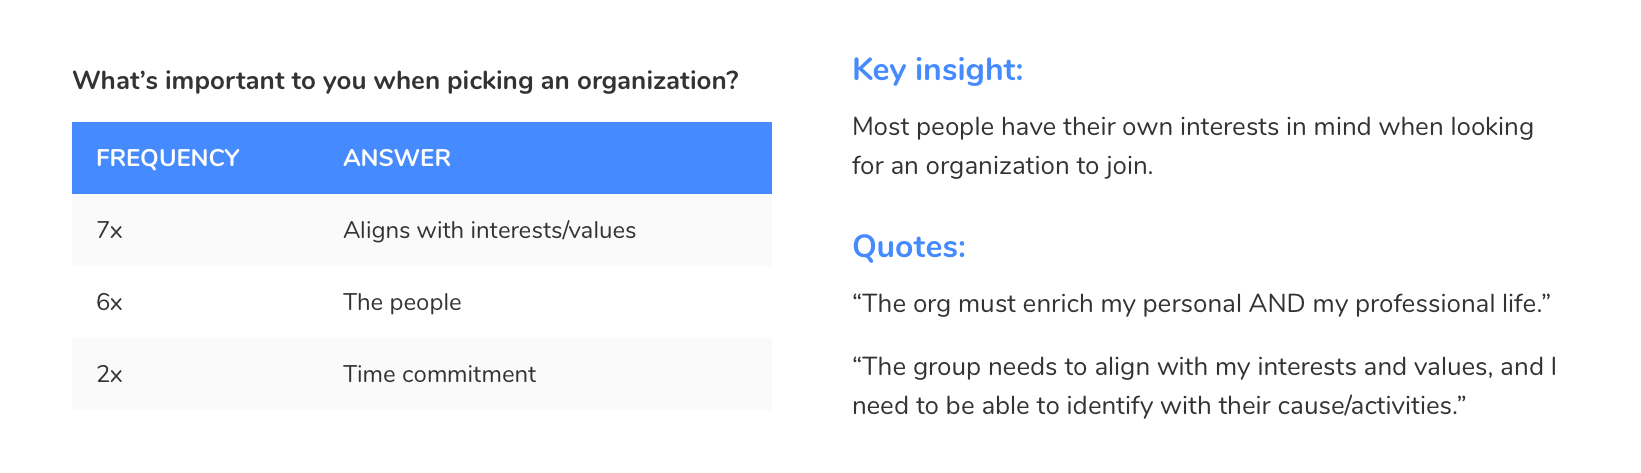 What’s important to you when picking an organization?
FREQUENCY ANSWER
7x Aligns with interests/values
6x The people
2x Time commitment
Key insight:
Most people have their own interests in mind when looking
for an organization to join.
Quotes:
“The org must enrich my personal AND my professional life.”
“The group needs to align with my interests and values, and I
need to be able to identify with their cause/activities.”